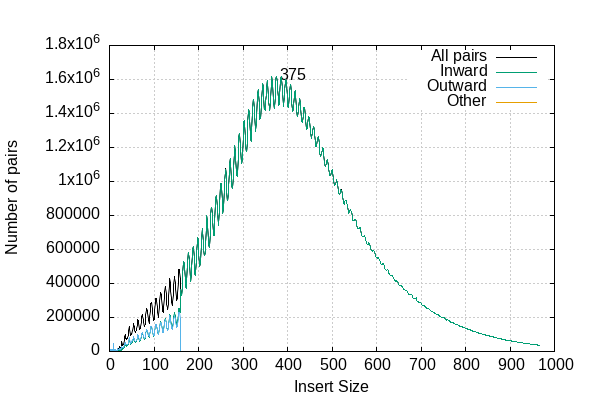 1.8x10^6
1.6x10^6
1.4x10^6
1.2x10^6
1x10^6
800000
600000
400000
200000
0
Number of pairs
375
All pairs
Inward
Outward
Other
0 100 200 300 400 500 600 700 800 900 1000
Insert Size